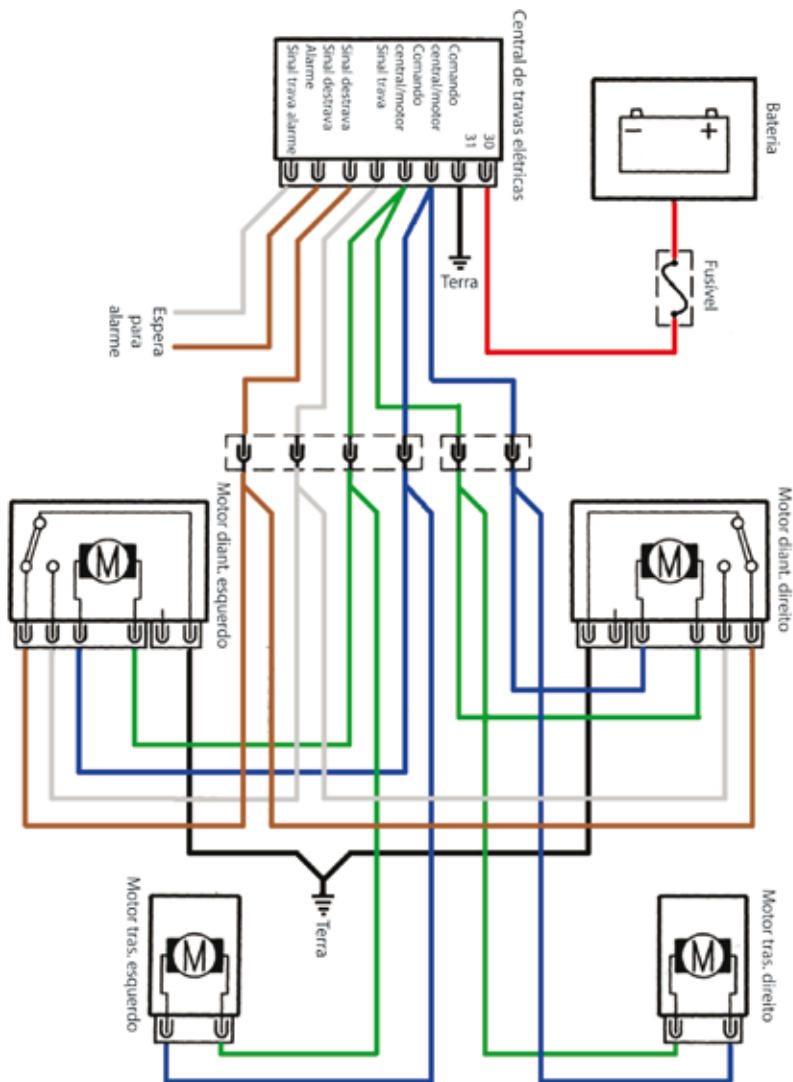 Central de travas elétricas
Sinal trava alarme
Alarme
Sinal destrava
Sinal destrava
Sinal trava
central/motor
Comando
central/motor
Comando
31
30
Bateria
− +
Fusível
Terra
Espera
para
alarme
Motor diant. esquerdo
M
Motor diant. direito
M
Terra
Motor tras. esquerdo
M
Motor tras. direito
M